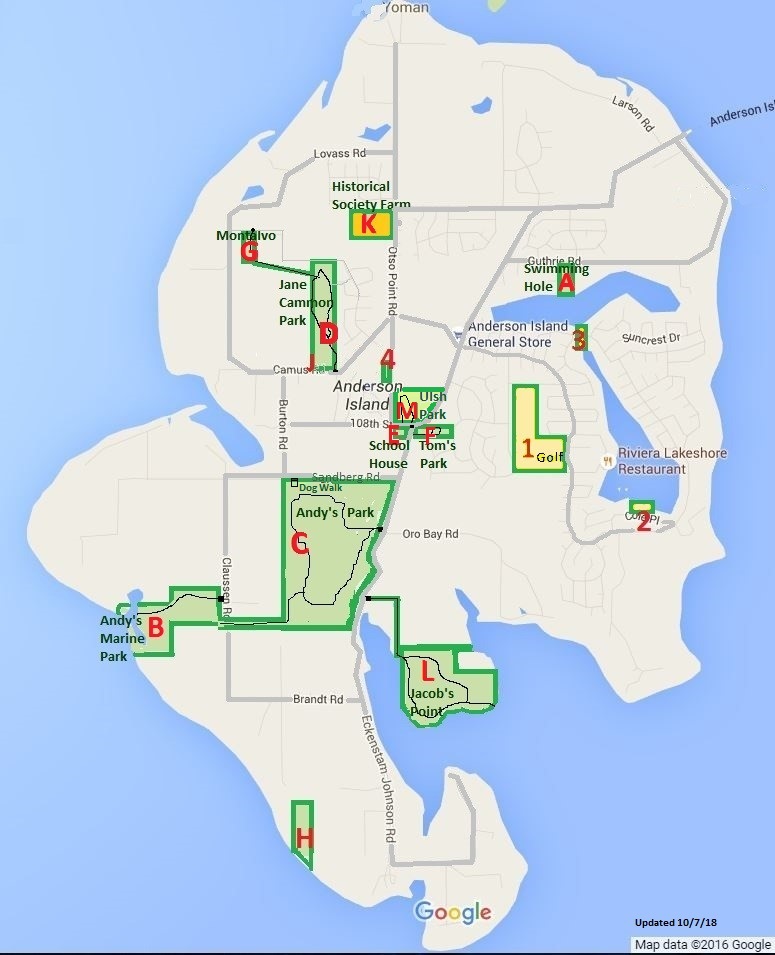 Yoman
Larson Rd
Anderson Isl
Lovass Rd
Historical
Society Farm
K
Montalvo
G
Otso Point Rd
Guthrie Rd
Swimming
Hole
A
Jane
Cammon
Park
D
J
Camus Rd
Anderson Island
General Store
3
Suncrest Dr
4
Anderson
Island
M
Ulsh
Park
108th S
E
F
School
House
Tom's
Park
Burton Rd
1
Golf
Riviera Lakeshore
Restaurant
Sandberg Rd
Dog Walk
Andy's Park
C
Oro Bay Rd
2
Claussen Rd
Andy's
Marine
Park
B
L
Jacob's
Point
Brandt Rd
Eckenstam Johnson Rd
H
Google
Updated 10/7/18
Map data ©2016 Google